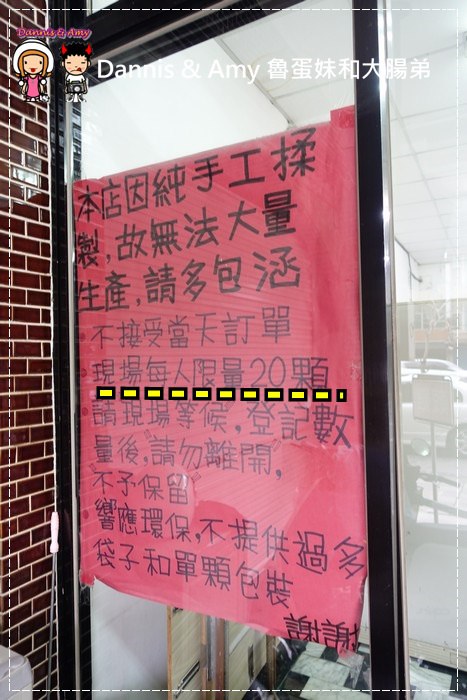 Dannis & Amy
Dannis & Amy 魯蛋妹和大腸弟
本店因純手工揉
製,故無法大量
生產,請多包涵
·不接受當天訂單
·現場每人限量20顆
·請現場等候,登記數
量後,請勿離開,
不予保留
·響應環保,不提供過多
袋子和單顆包裝
謝謝